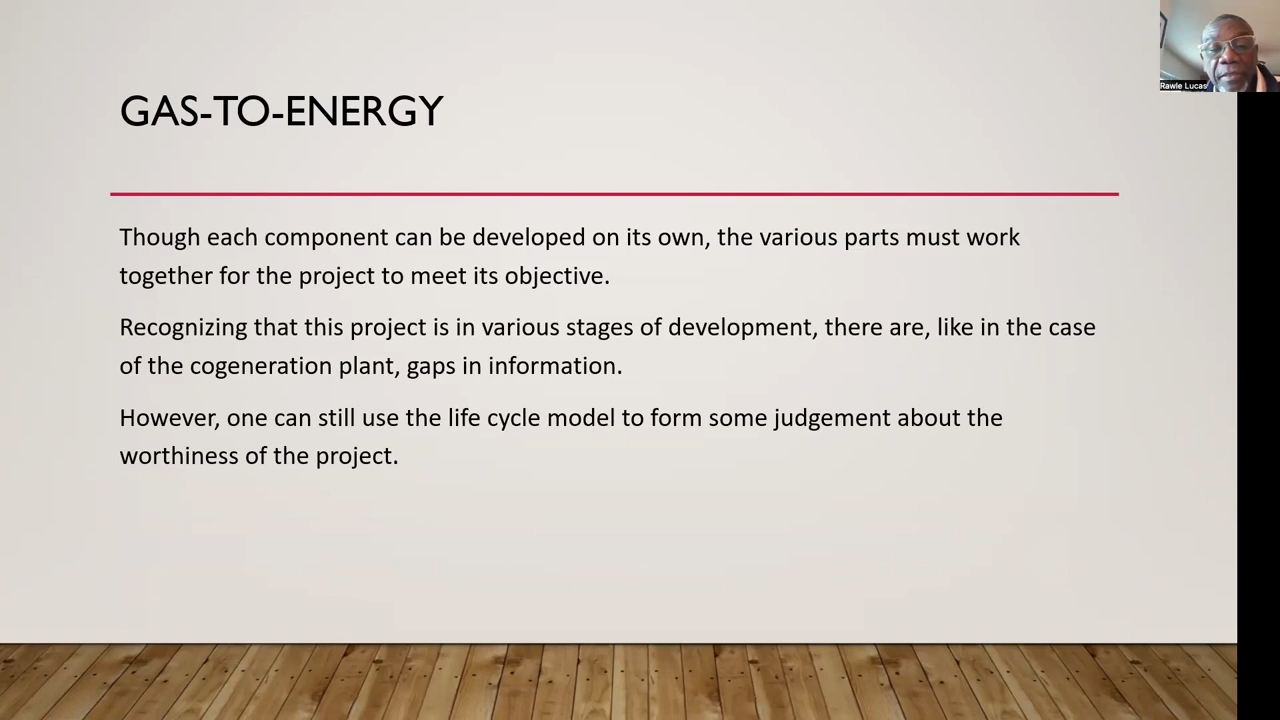 GAS-TO-ENERGY
Though each component can be developed on its own, the various parts must work
together for the project to meet its objective.
Recognizing that this project is in various stages of development, there are, like in the case
of the cogeneration plant, gaps in information.
However, one can still use the life cycle model to form some judgement about the
worthiness of the project.
Rawle Lucas